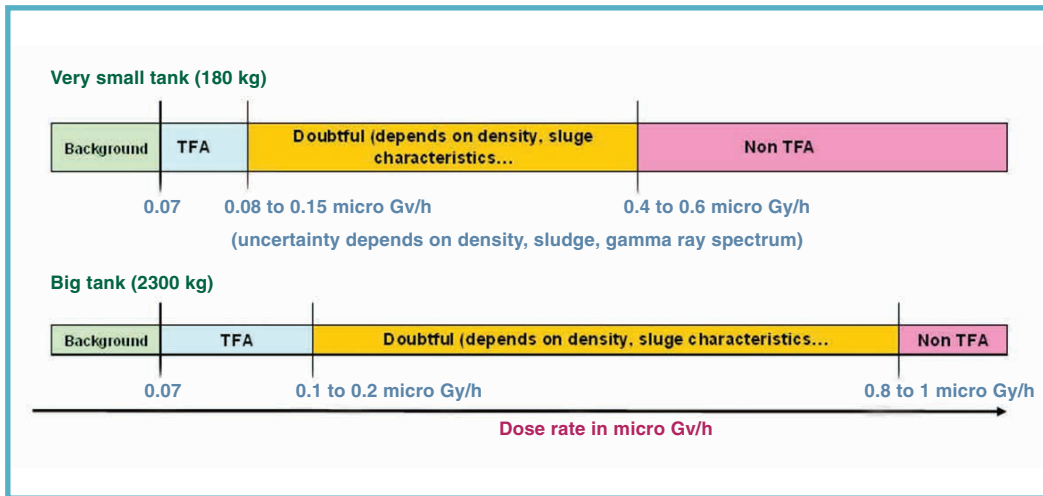 Very small tank (180 kg)
Background
TFA
Doubtful (depends on density, sluge
characteristics...
Non TFA
0.07
0.08 to 0.15 micro Gv/h
0.4 to 0.6 micro Gy/h
(uncertainty depends on density, sludge, gamma ray spectrum)
Big tank (2300 kg)
Background
TFA
Doubtful (depends on density, sluge characteristics...
Non TFA
0.07
0.1 to 0.2 micro Gy/h
0.8 to 1 micro Gy/h
Dose rate in micro Gv/h